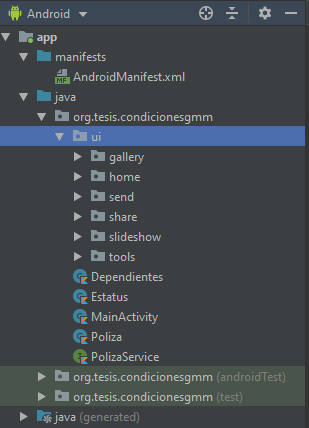 Android
app
manifests
AndroidManifest.xml
java
org.tesis.condicionesgmm
ui
gallery
home
send
share
slideshow
tools
Dependientes
Estatus
MainActivity
Poliza
PolizaService
org.tesis.condicionesgmm (androidTest)
org.tesis.condicionesgmm (test)
java (generated)